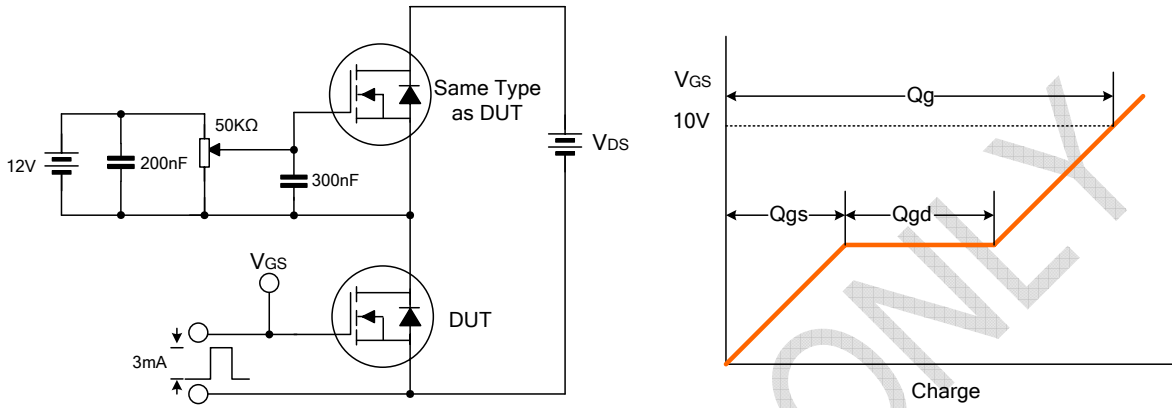 Same Type
as DUT
50KΩ
12V
200nF
300nF
VDS
VGS
DUT
3mA
VGS
10V
Qg
Qgs
Qgd
Charge
ONLY